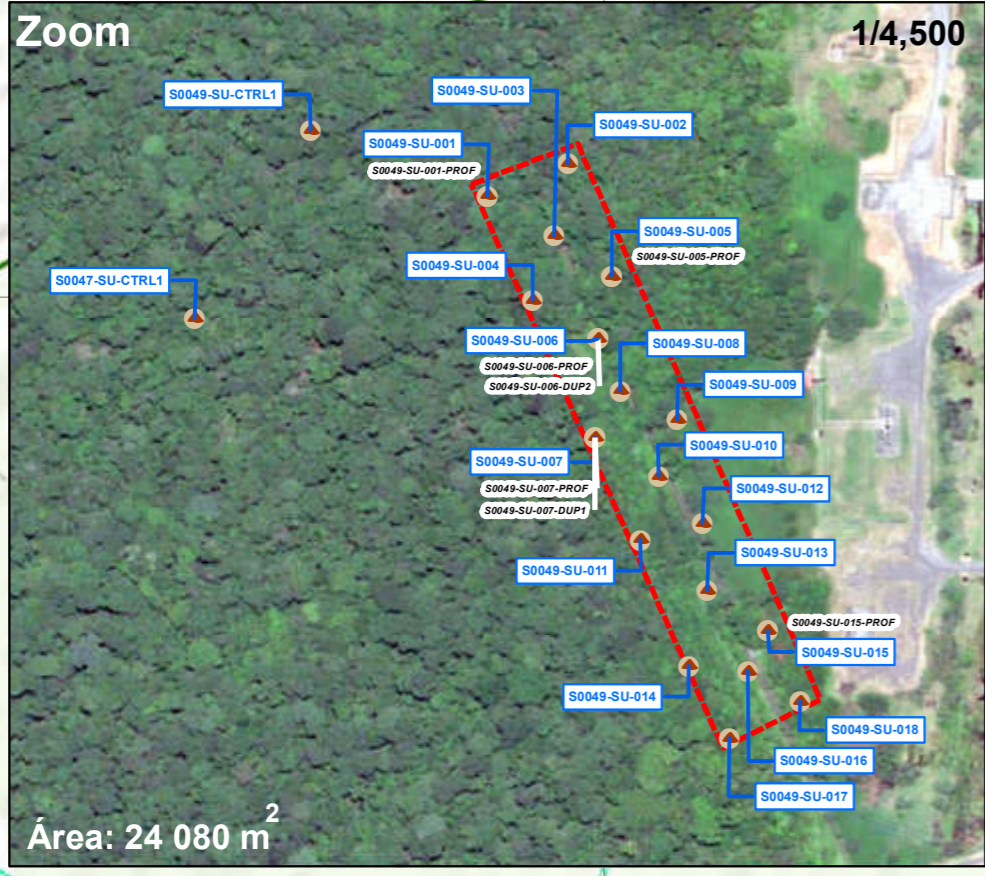 Zoom
1/4,500
S0049-SU-CTRL1
S0049-SU-003
S0049-SU-002
S0049-SU-001
S0049-SU-001-PROF
S0049-SU-005
S0049-SU-005-PROF
S0049-SU-004
S0047-SU-CTRL1
S0049-SU-006
S0049-SU-006-PROF
S0049-SU-006-DUP2
S0049-SU-008
S0049-SU-009
S0049-SU-010
S0049-SU-007
S0049-SU-007-PROF
S0049-SU-007-DUP1
S0049-SU-012
S0049-SU-013
S0049-SU-011
S0049-SU-015-PROF
S0049-SU-015
S0049-SU-014
S0049-SU-018
S0049-SU-016
S0049-SU-017
Área: 24 080 m²